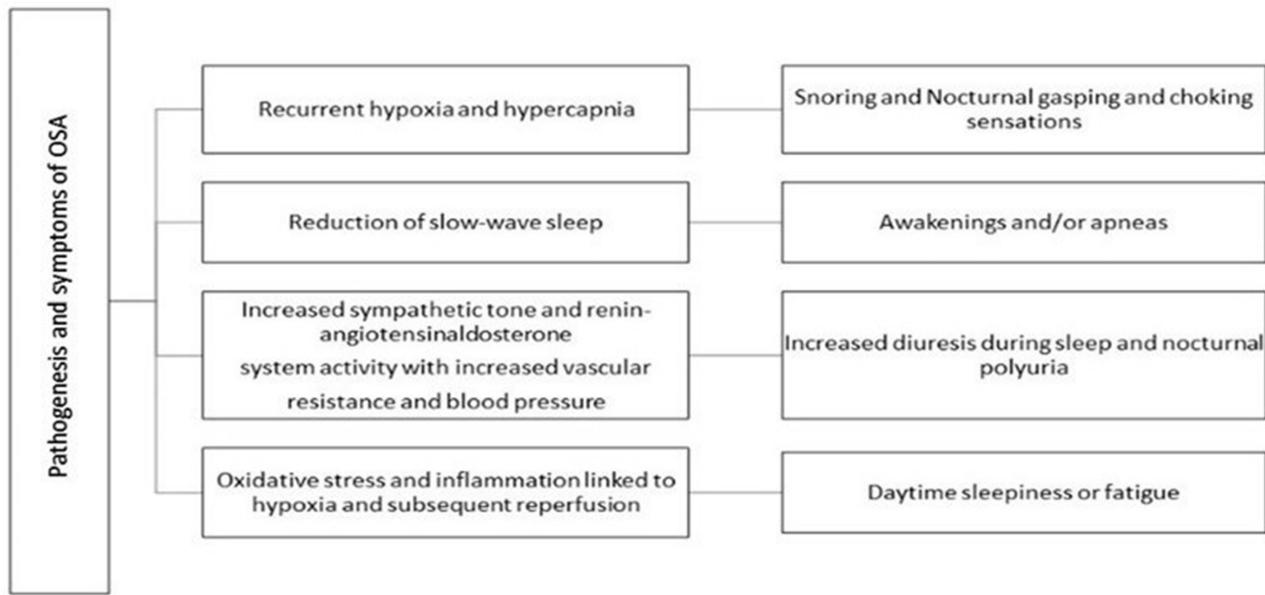 Pathogenesis and symptoms of OSA
Recurrent hypoxia and hypercapnia
Snoring and Nocturnal gasping and choking
sensations
Reduction of slow-wave sleep
Awakenings and/or apneas
Increased sympathetic tone and renin-
angiotensinaldosterone
system activity with increased vascular
resistance and blood pressure
Increased diuresis during sleep and nocturnal
polyuria
Oxidative stress and inflammation linked to
hypoxia and subsequent reperfusion
Daytime sleepiness or fatigue